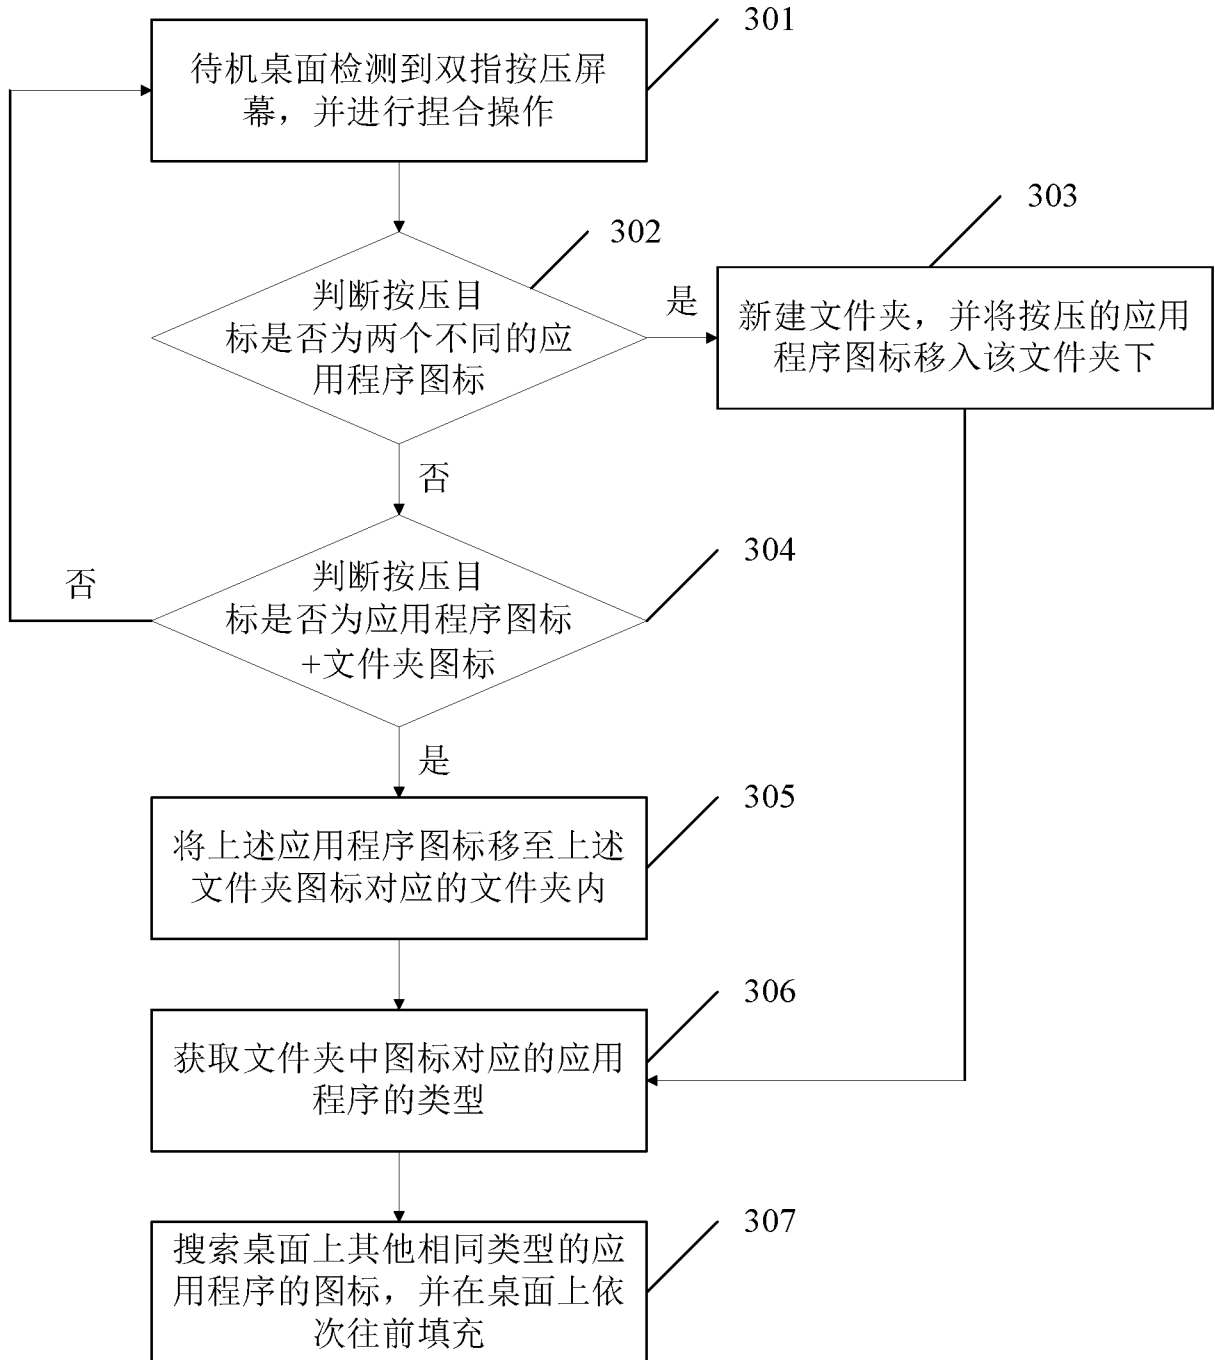 301
待机桌面检测到双指按压屏
幕，并进行捏合操作
302
判断按压目
标是否为两个不同的应
用程序图标
是
303
新建文件夹，并将按压的应用
程序图标移入该文件夹下
否
304
判断按压目
标是否为应用程序图标
+文件夹图标
否
是
305
将上述应用程序图标移至上述
文件夹图标对应的文件夹内
306
获取文件夹中图标对应的应用
程序的类型
307
搜索桌面上其他相同类型的应
用程序的图标，并在桌面上依
次往前填充